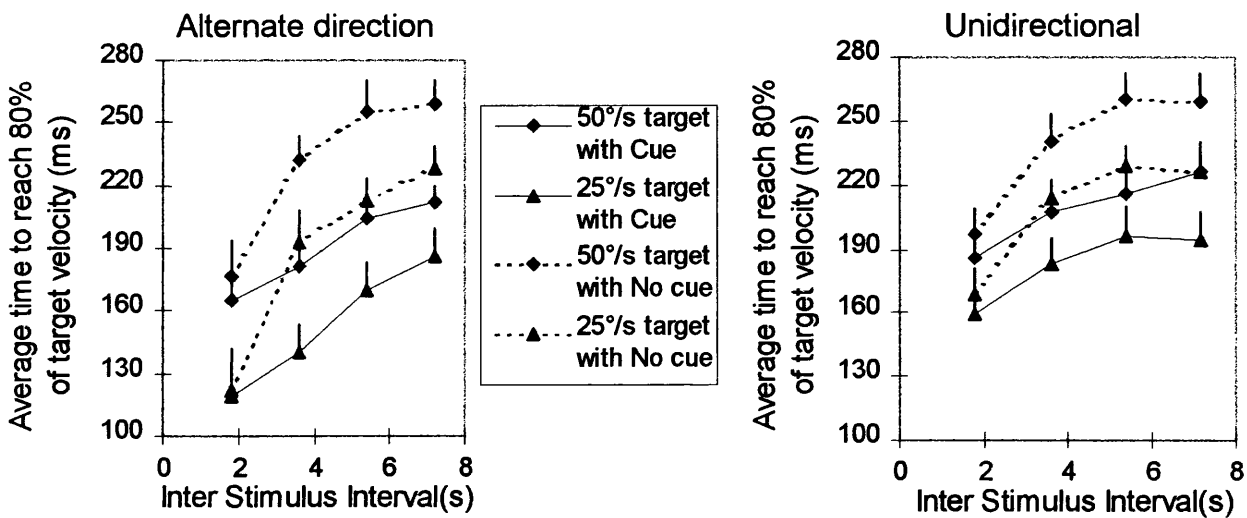 Alternate direction
Average time to reach 80%
of target velocity (ms)
280
250
220
190
160
130
100
0
2
4
6
8
Inter Stimulus Interval(s)
50°/s target
with Cue
25°/s target
with Cue
50°/s target
with No cue
25°/s target
with No cue
Unidirectional
Average time to reach 80%
of target velocity (ms)
280
250
220
190
160
130
100
0
2
4
6
8
Inter Stimulus Interval(s)